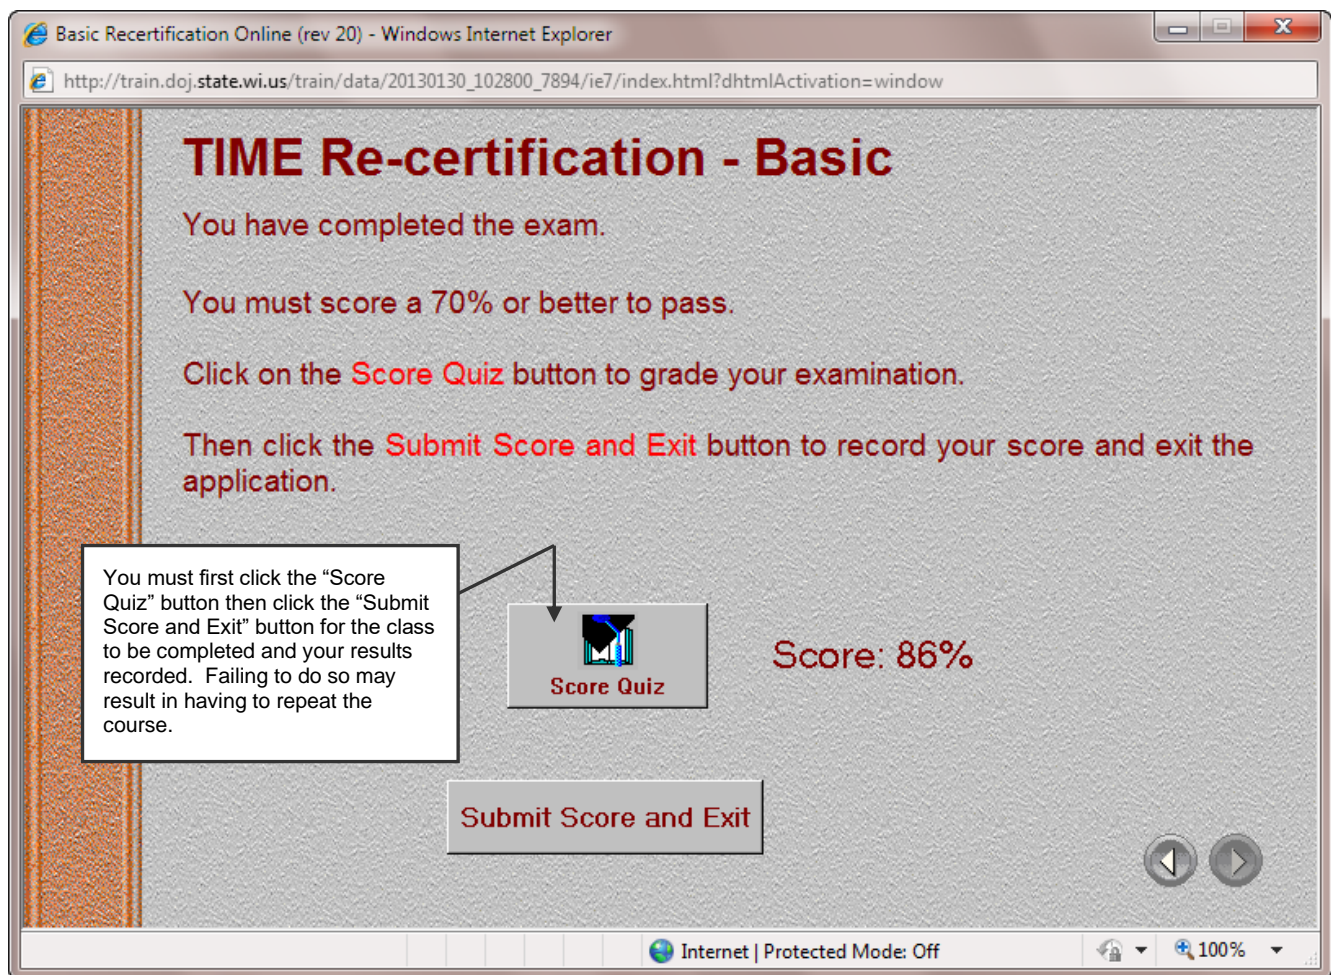 Basic Recertification Online (rev 20) - Windows Internet Explorer
http://train.doj.state.wi.us/train/data/20130130_102800_7894/ie7/index.html?dhtmlActivation=window
TIME Re-certification - Basic
You have completed the exam.
You must score a 70% or better to pass.
Click on the Score Quiz button to grade your examination.
Then click the Submit Score and Exit button to record your score and exit the
application.
You must first click the “Score
Quiz” button then click the “Submit
Score and Exit” button for the class
to be completed and your results
recorded.  Failing to do so may
result in having to repeat the
course.
Score Quiz
Score: 86%
Submit Score and Exit
Internet | Protected Mode: Off
100%